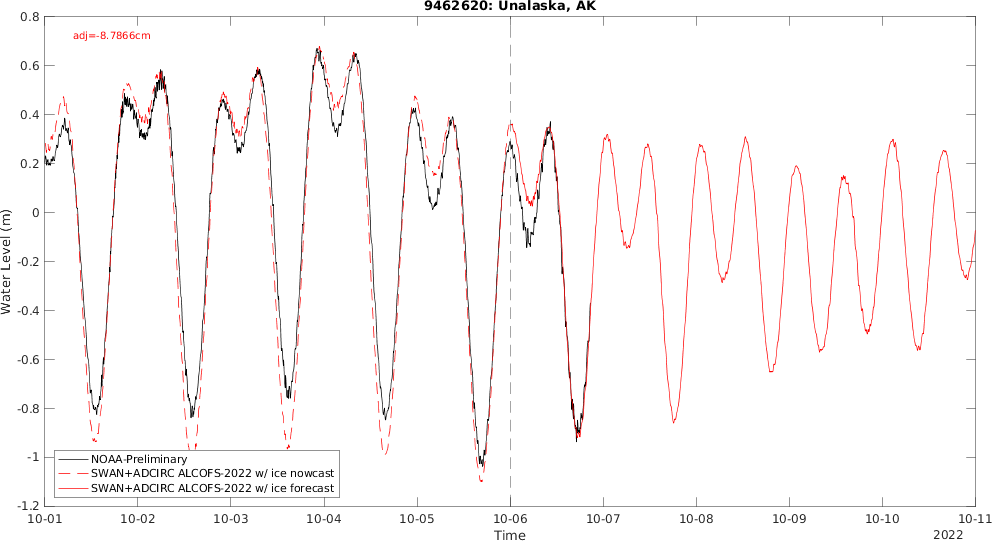 9462620: Unalaska, AK
adj=-8.7866cm
0.8
0.6
0.4
0.2
0
-0.2
-0.4
-0.6
-0.8
-1
-1.2
Water Level (m)
NOAA-Preliminary
SWAN+ADCIRC ALCOFS-2022 w/ ice nowcast
SWAN+ADCIRC ALCOFS-2022 w/ ice forecast
10-01 10-02 10-03 10-04 10-05 10-06 10-07 10-08 10-09 10-10 10-11
Time
2022